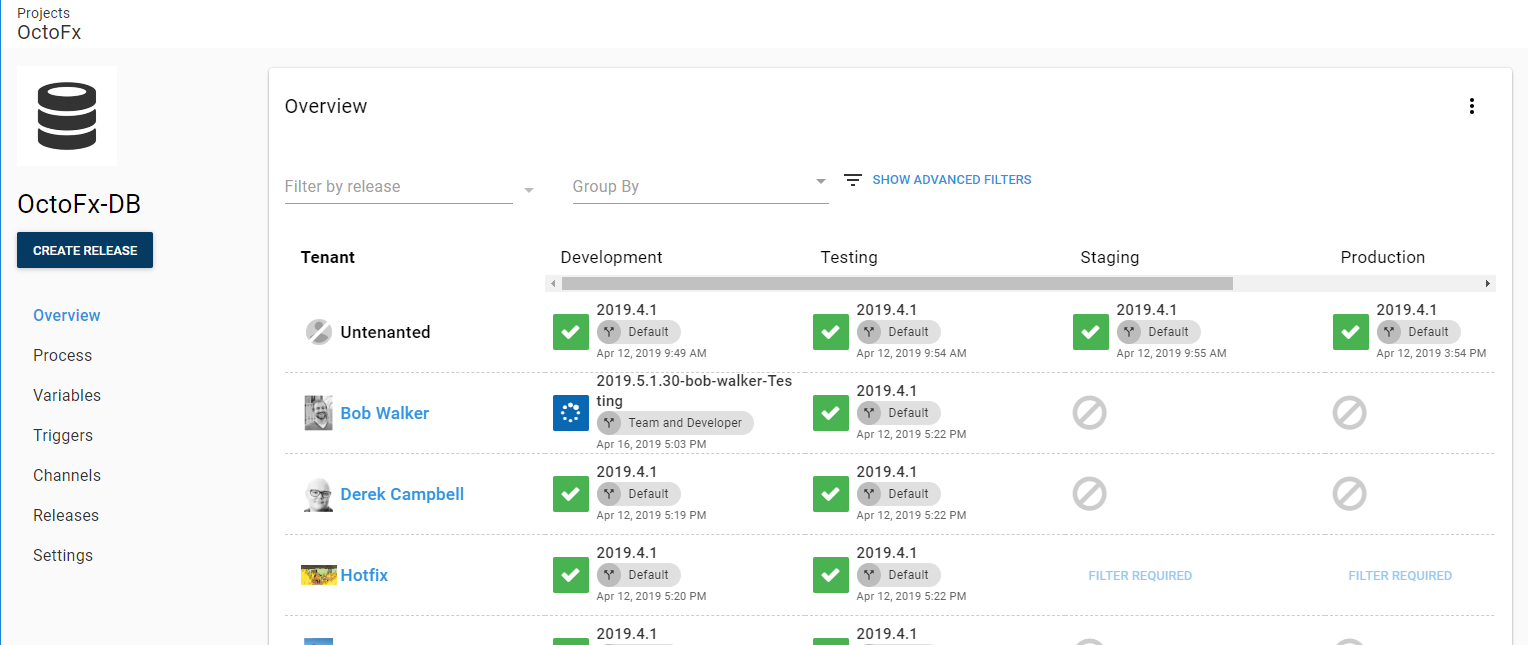 Projects
OctoFx
OctoFx-DB
CREATE RELEASE
Overview
Process
Variables
Triggers
Channels
Releases
Settings
Overview
Filter by release
Group By
SHOW ADVANCED FILTERS
Tenant
Development
Testing
Staging
Production
Untenanted
2019.4.1
Default
Apr 12, 2019 9:49 AM
2019.4.1
Default
Apr 12, 2019 9:54 AM
2019.4.1
Default
Apr 12, 2019 9:55 AM
2019.4.1
Default
Apr 12, 2019 3:54 PM
Bob Walker
2019.5.1.30-bob-walker-Tes
ting
Team and Developer
Apr 16, 2019 5:03 PM
2019.4.1
Default
Apr 12, 2019 5:22 PM
Derek Campbell
2019.4.1
Default
Apr 12, 2019 5:19 PM
2019.4.1
Default
Apr 12, 2019 5:22 PM
Hotfix
2019.4.1
Default
Apr 12, 2019 5:20 PM
2019.4.1
Default
Apr 12, 2019 5:22 PM
FILTER REQUIRED
FILTER REQUIRED
2019.4.1
2019.4.1